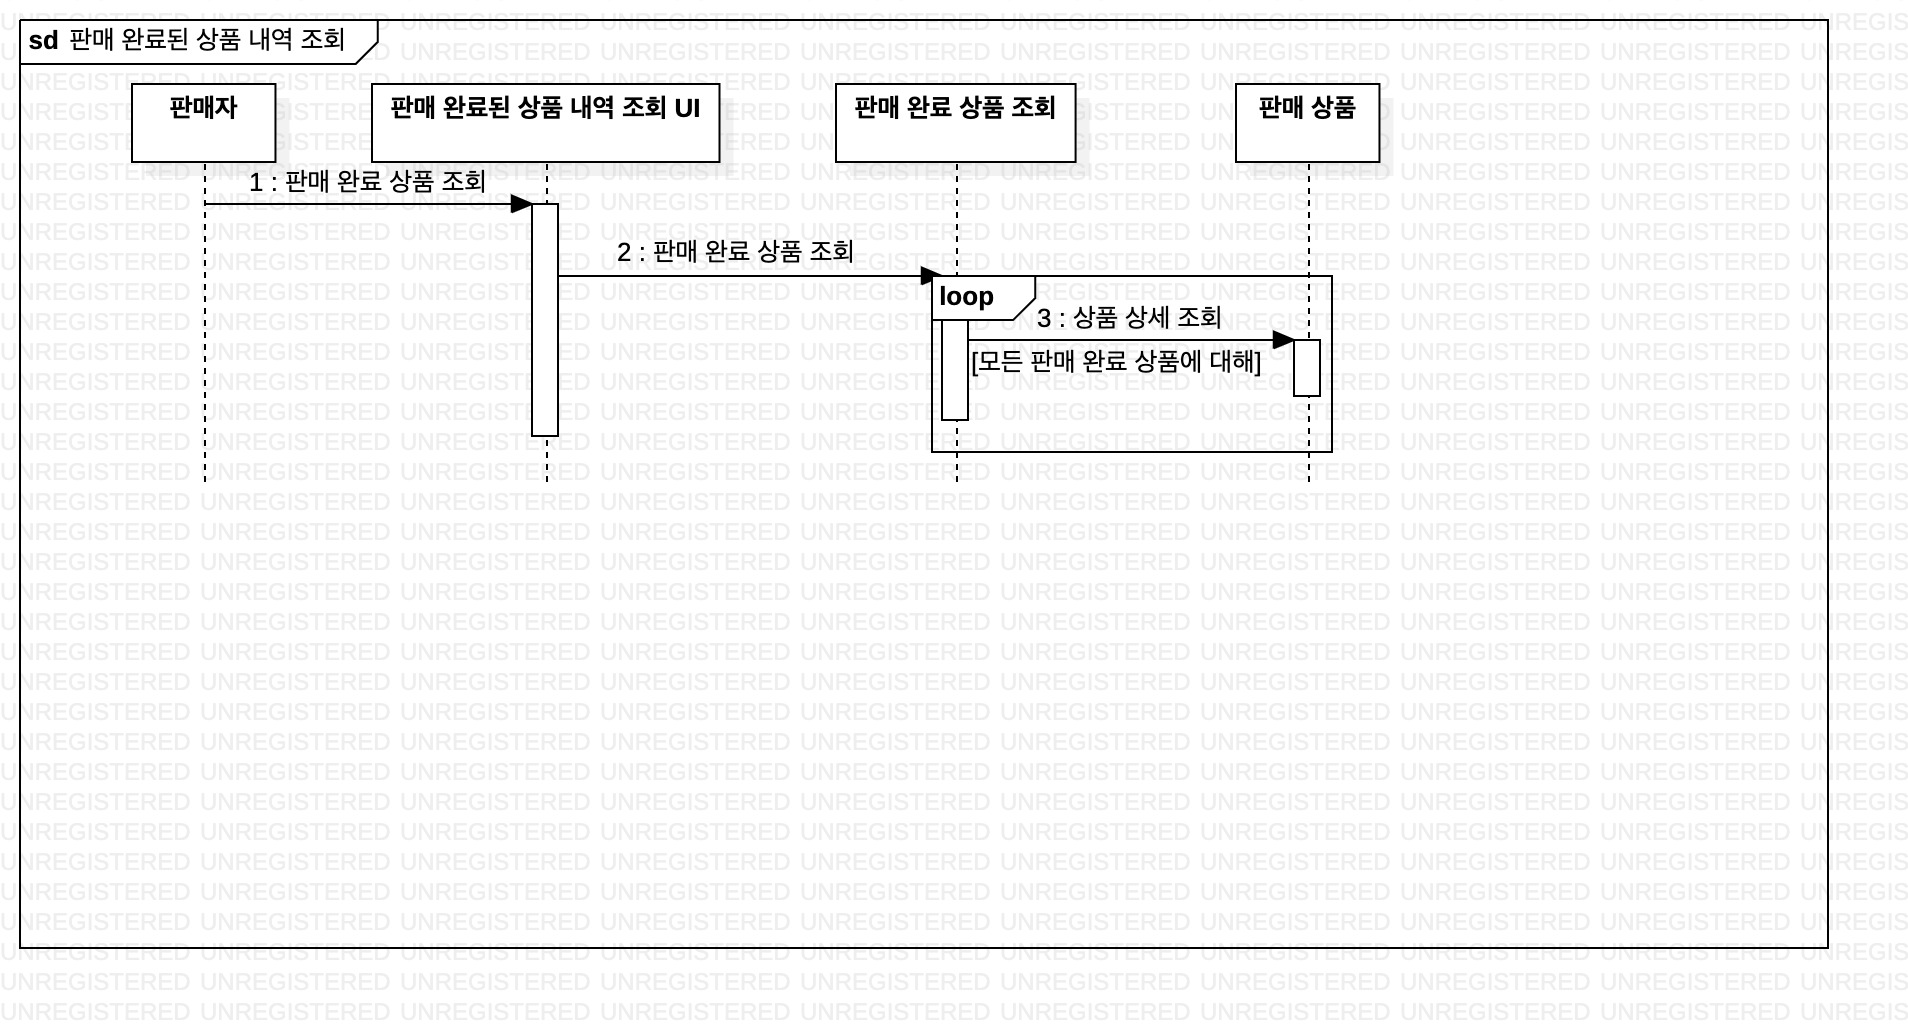 sd 판매 완료된 상품 내역 조회
판매자
판매 완료된 상품 내역 조회 UI
판매 완료 상품 조회
판매 상품
1 : 판매 완료 상품 조회
2 : 판매 완료 상품 조회
loop
3 : 상품 상세 조회
[모든 판매 완료 상품에 대해]
UNREGISTERED